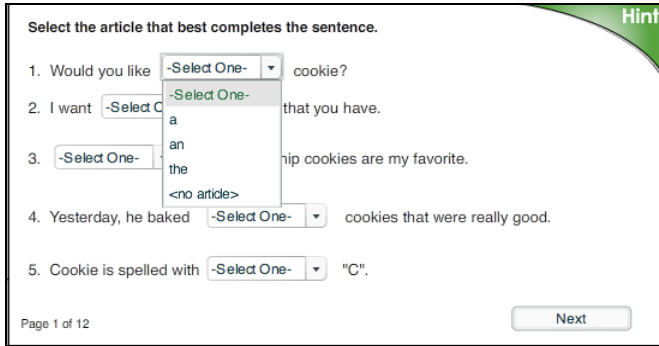 Hint
Select the article that best completes the sentence.
1. Would you like -Select One- cookie?
-Select One-
2. I want -Select that you have.
a
an
3. -Select One- cookies are my favorite.
the
<no article>
4. Yesterday, he baked -Select One- cookies that were really good.
5. Cookie is spelled with -Select One- "C".
Page 1 of 12
Next